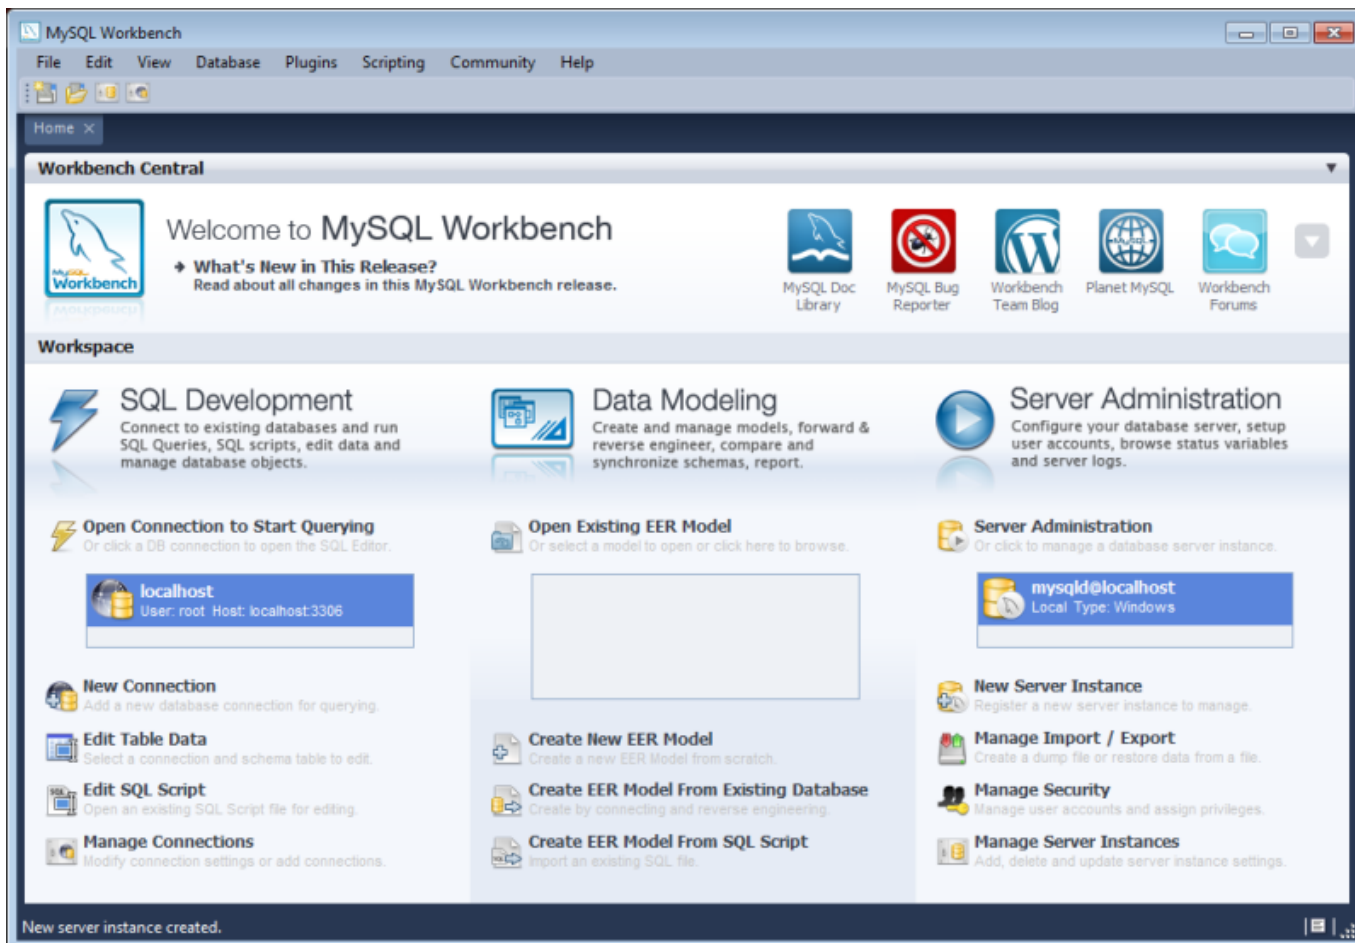 MySQL Workbench
File Edit View Database Plugins Scripting Community Help
Home
Workbench Central
MySQL
Workbench
Welcome to MySQL Workbench
What's New in This Release?
Read about all changes in this MySQL Workbench release.
MySQL Doc
Library
MySQL Bug
Reporter
Workbench
Team Blog
Planet MySQL
Workbench
Forums
Workspace
SQL Development
Connect to existing databases and run
SQL Queries, SQL scripts, edit data and
manage database objects.
Open Connection to Start Querying
Or click a DB connection to open the SQL Editor.
localhost
User: root Host: localhost:3306
New Connection
Add a new database connection for querying.
Edit Table Data
Select a connection and schema table to edit.
Edit SQL Script
Open an existing SQL Script file for editing.
Manage Connections
Modify connection settings or add connections.
Data Modeling
Create and manage models, forward &
reverse engineer, compare and
synchronize schemas, report.
Open Existing EER Model
Or select a model to open or click here to browse.
Create New EER Model
Create a new EER Model from scratch.
Create EER Model From Existing Database
Create by connecting and reverse engineering.
Create EER Model From SQL Script
Import an existing SQL file.
Server Administration
Configure your database server, setup
user accounts, browse status variables
and server logs.
Server Administration
Or click to manage a database server instance.
mysqld@localhost
Local Type: Windows
New Server Instance
Register a new server instance to manage.
Manage Import / Export
Create a dump file or restore data from a file.
Manage Security
Manage user accounts and assign privileges.
Manage Server Instances
Add, delete and update server instance settings.
New server instance created.